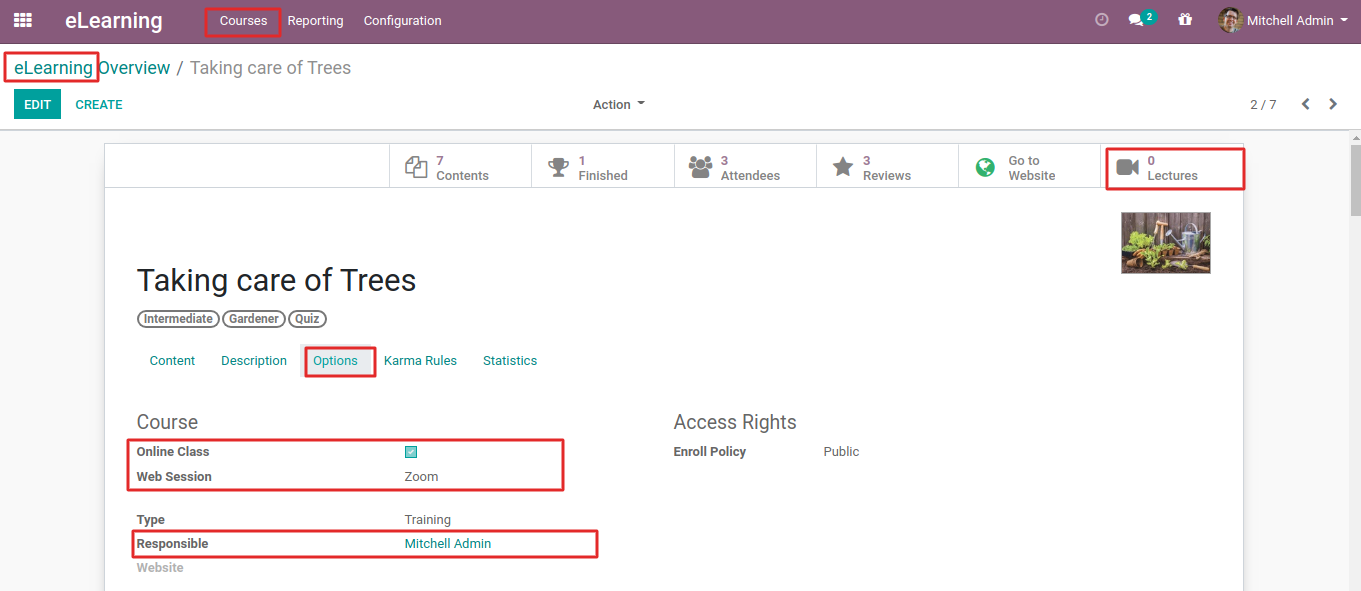 eLearning Courses Reporting Configuration 2 Mitchell Admin
eLearning Overview / Taking care of Trees
EDIT CREATE Action 2 / 7
7 Contents
1 Finished
3 Attendees
3 Reviews
Go to Website
0 Lectures
Taking care of Trees
Intermediate Gardener Quiz
Content Description Options Karma Rules Statistics
Course
Online Class
Web Session Zoom
Type Training
Responsible Mitchell Admin
Website
Access Rights
Enroll Policy Public